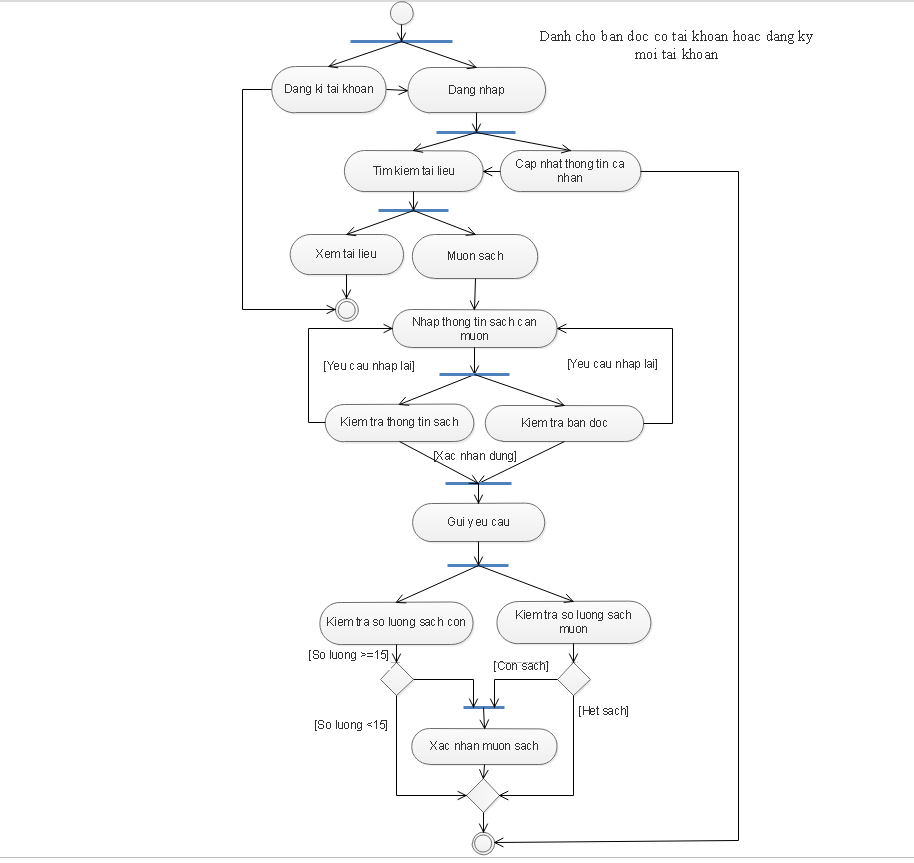 Danh cho ban doc co tai khoan hoac dang ky
moi tai khoan
Dang ki tai khoan
Dang nhap
Tim kiem tai lieu
Cap nhat thong tin ca
nhan
Xem tai lieu
Muon sach
Nhap thong tin sach can
muon
[Yeu cau nhap lai]
[Yeu cau nhap lai]
Kiem tra thong tin sach
Kiem tra ban doc
[Xac nhan dung]
Gui yeu cau
Kiem tra so luong sach con
Kiem tra so luong sach
muon
[So luong >=15]
[Con sach]
[So luong <15]
[Het sach]
Xac nhan muon sach